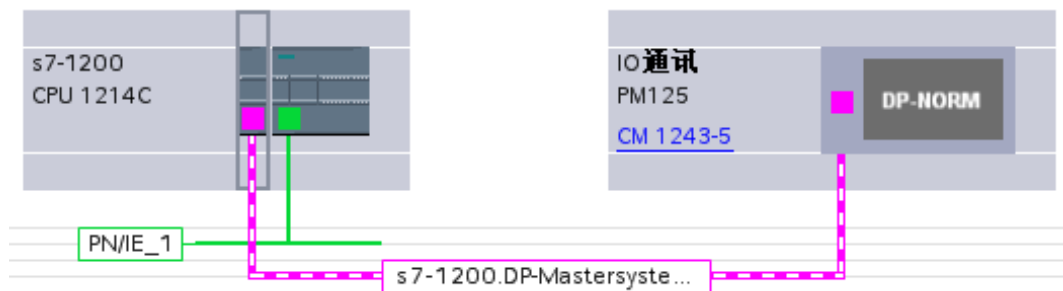 s7-1200
CPU 1214C
IO通讯
PM125
CM 1243-5
DP-NORM
PN/IE_1
s7-1200.DP-Mastersyste...